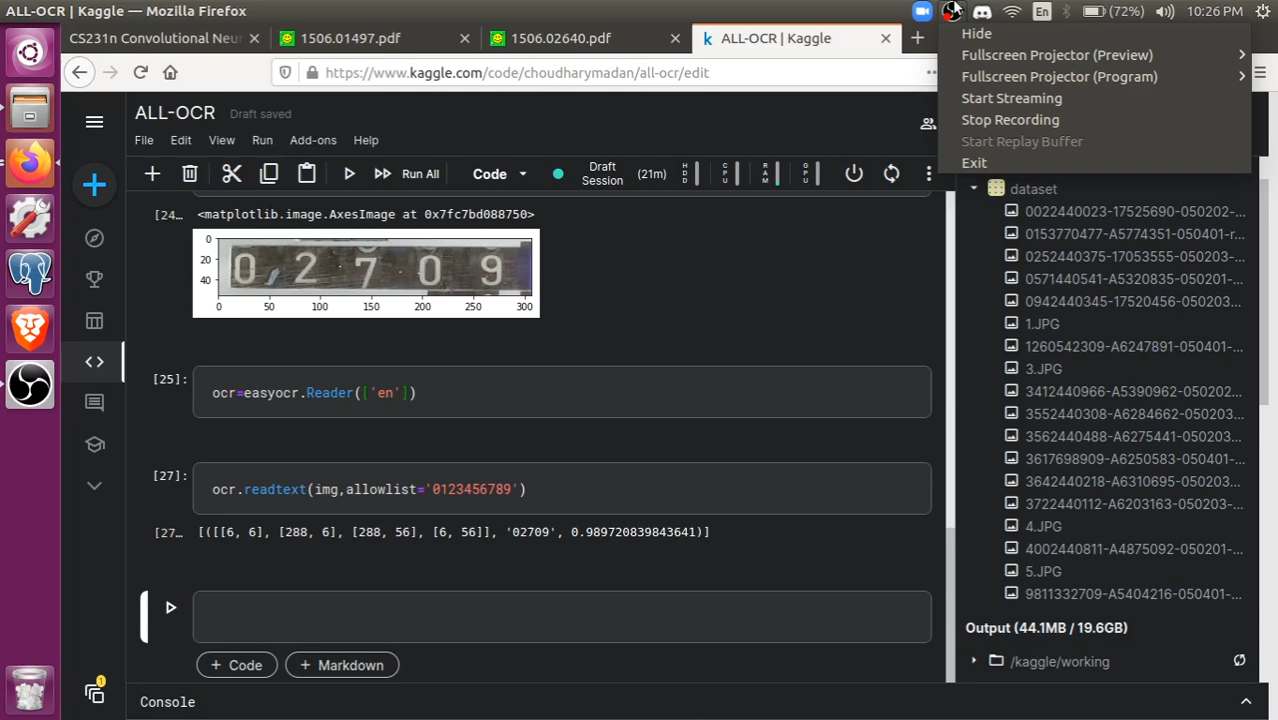 ALL-OCR | Kaggle — Mozilla Firefox
En
(72%)
10:26 PM
CS231n Convolutional Neur
1506.01497.pdf
1506.02640.pdf
ALL-OCR | Kaggle
https://www.kaggle.com/code/choudharymadan/all-ocr/edit
Hide
Fullscreen Projector (Preview)
Fullscreen Projector (Program)
Start Streaming
Stop Recording
Start Replay Buffer
Exit
ALL-OCR
Draft saved
File
Edit
View
Run
Add-ons
Help
Run All
Code
Draft
Session
(21m)
HDD
CPU
RAM
GPU
[24...
<matplotlib.image.AxesImage at 0x7fc7bd088750>
0
20
40
0 2 7 0 9
0 50 100 150 200 250 300
[25]:
ocr=easyocr.Reader(['en'])
[27]:
ocr.readtext(img,allowlist='0123456789')
[27...
[([[6, 6], [288, 6], [288, 56], [6, 56]], '02709', 0.989720839843641)]
+ Code
+ Markdown
Console
1
dataset
0022440023-17525690-050202-...
0153770477-A5774351-050401-r...
0252440375-17053555-050203...
0571440541-A5320835-050202...
0942440345-17520456-050203...
1.JPG
1260542309-A6247891-050401-...
3.JPG
3412440966-A5390962-050202...
3552440308-A6284662-050203...
3562440488-A6275441-050203...
3617698909-A6250583-050401-...
3642440218-A6310695-050203...
3722440112-A6203163-050203...
4.JPG
4002440811-A4875092-050201-...
5.JPG
9811332709-A5404216-050401-...
Output (44.1MB / 19.6GB)
/kaggle/working